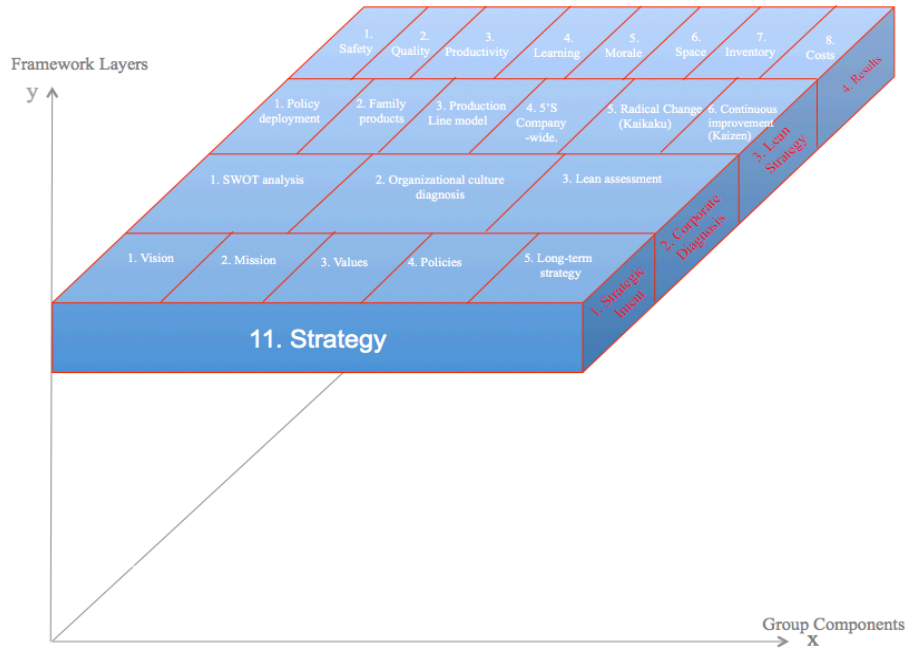 1.
Safety
2.
Quality
3.
Productivity
4.
Learning
5.
Morale
6.
Space
7.
Inventory
8.
Costs
4. Results
Framework Layers
y
1. Policy
deployment
2. Family
products
3. Production
Line model
4. 5'S
Company
-wide.
5. Radical Change
(Kaikaku)
6. Continuous
improvement
(Kaizen)
3. Lean
Strategy
1. SWOT analysis
2. Organizational culture
diagnosis
3. Lean assessment
2. Corporate
Diagnosis
1. Vision
2. Mission
3. Values
4. Policies
5. Long-term
strategy
1. Strategic
Intent
11. Strategy
Group Components
x